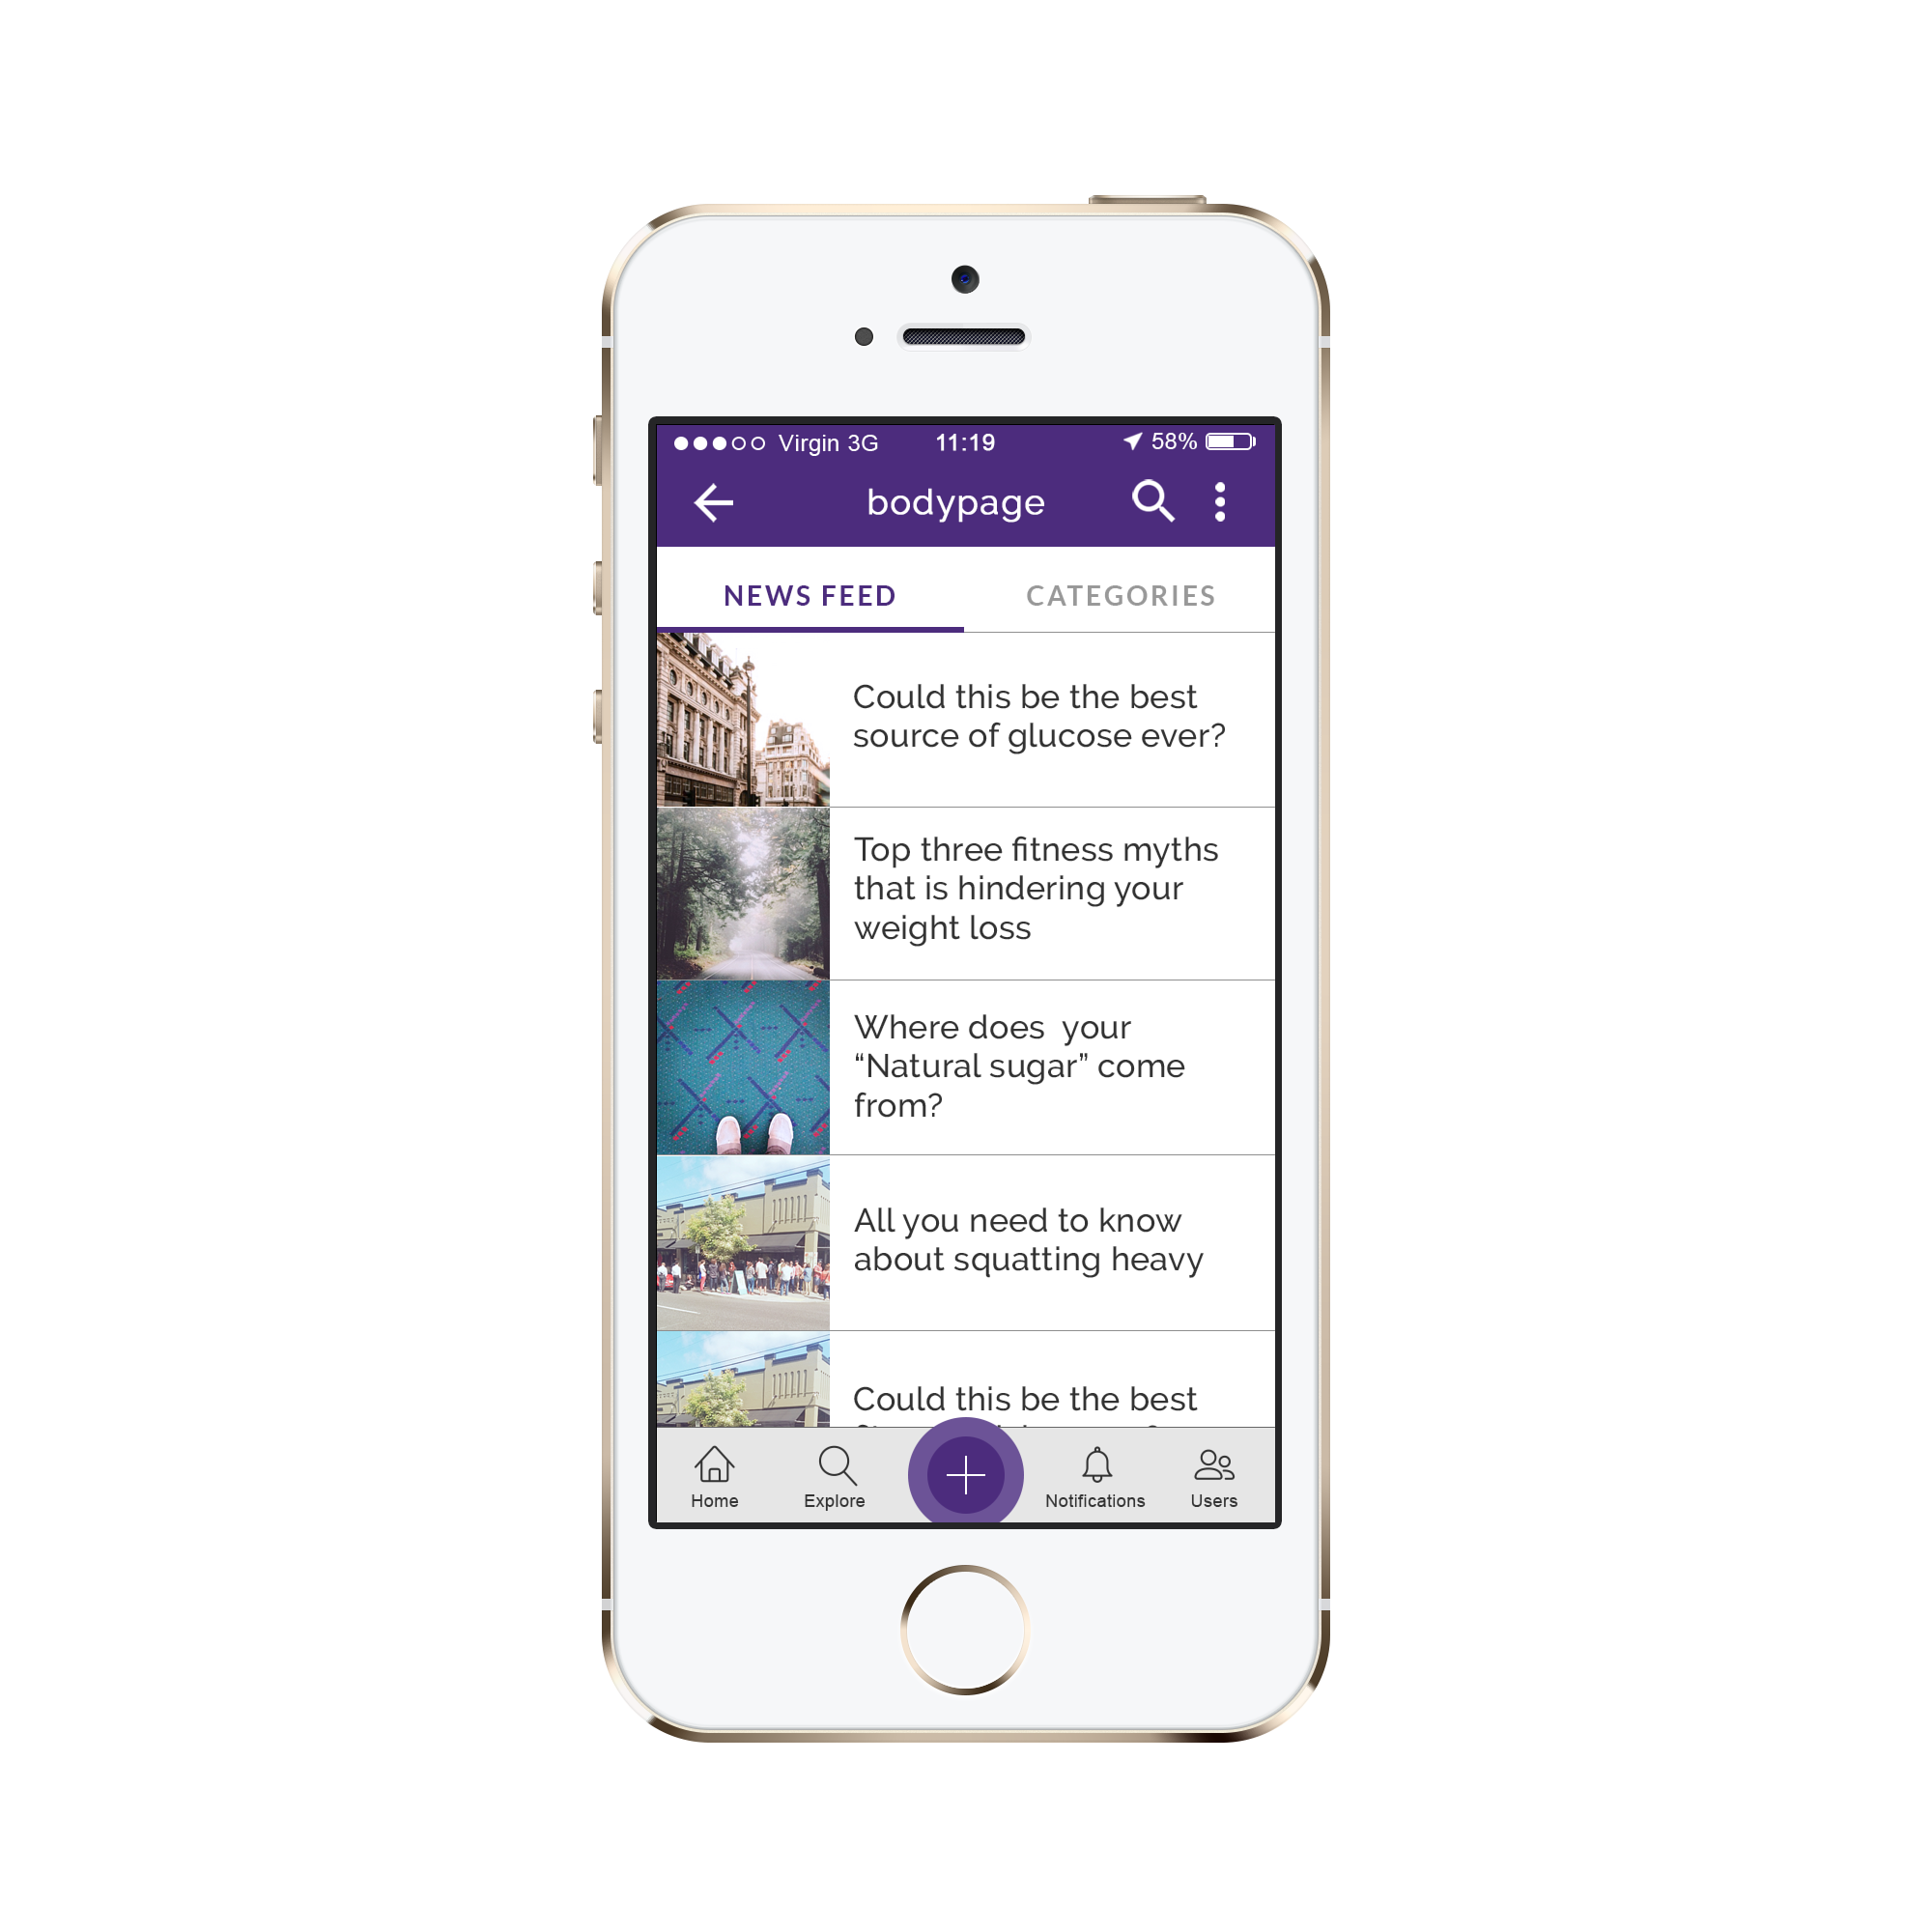 Virgin 3G 11:19 58%
bodypage
NEWS FEED CATEGORIES
Could this be the best
source of glucose ever?
Top three fitness myths
that is hindering your
weight loss
Where does  your
“Natural sugar” come
from?
All you need to know
about squatting heavy
Could this be the best
Home Explore Notifications Users